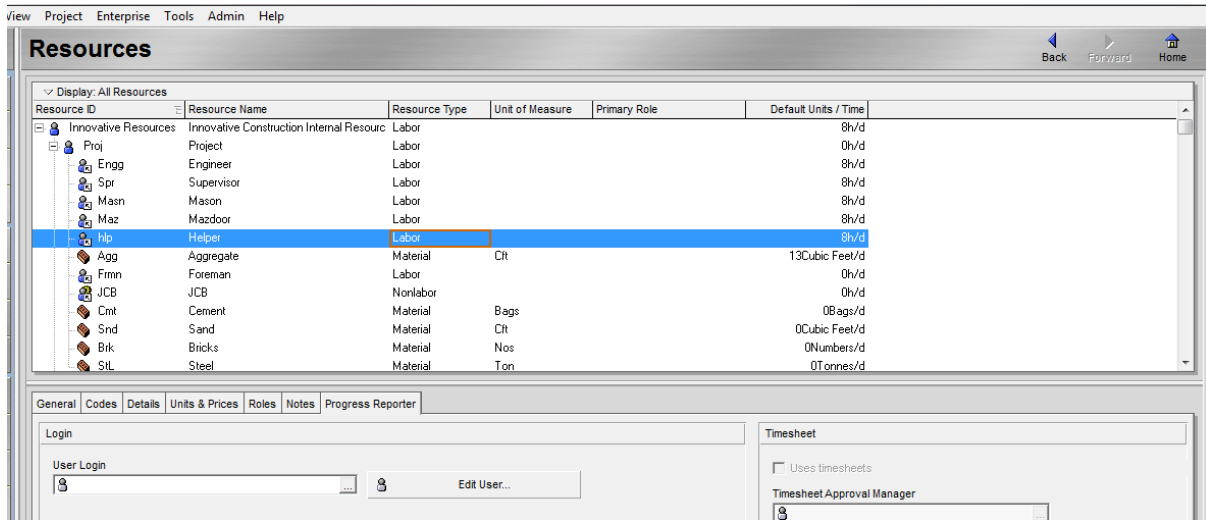 View Project Enterprise Tools Admin Help
Resources
Back Forward Home
Display: All Resources
Resource ID Resource Name Resource Type Unit of Measure Primary Role Default Units / Time
Innovative Resources Innovative Construction Internal Resourc Labor 8h/d
Proj Project Labor 0h/d
Engg Engineer Labor 8h/d
Spr Supervisor Labor 8h/d
Masn Mason Labor 8h/d
Maz Mazdoor Labor 8h/d
hlp Helper Labor 8h/d
Agg Aggregate Material Cft 13Cubic Feet/d
Frmn Foreman Labor 0h/d
JCB JCB Nonlabor 0h/d
Cmt Cement Material Bags 0Bags/d
Snd Sand Material Cft 0Cubic Feet/d
Brk Bricks Material Nos 0Numbers/d
StL Steel Material Ton 0Tonnes/d
General Codes Details Units & Prices Roles Notes Progress Reporter
Login Timesheet
User Login Uses timesheets
... Edit User...
Timesheet Approval Manager
...